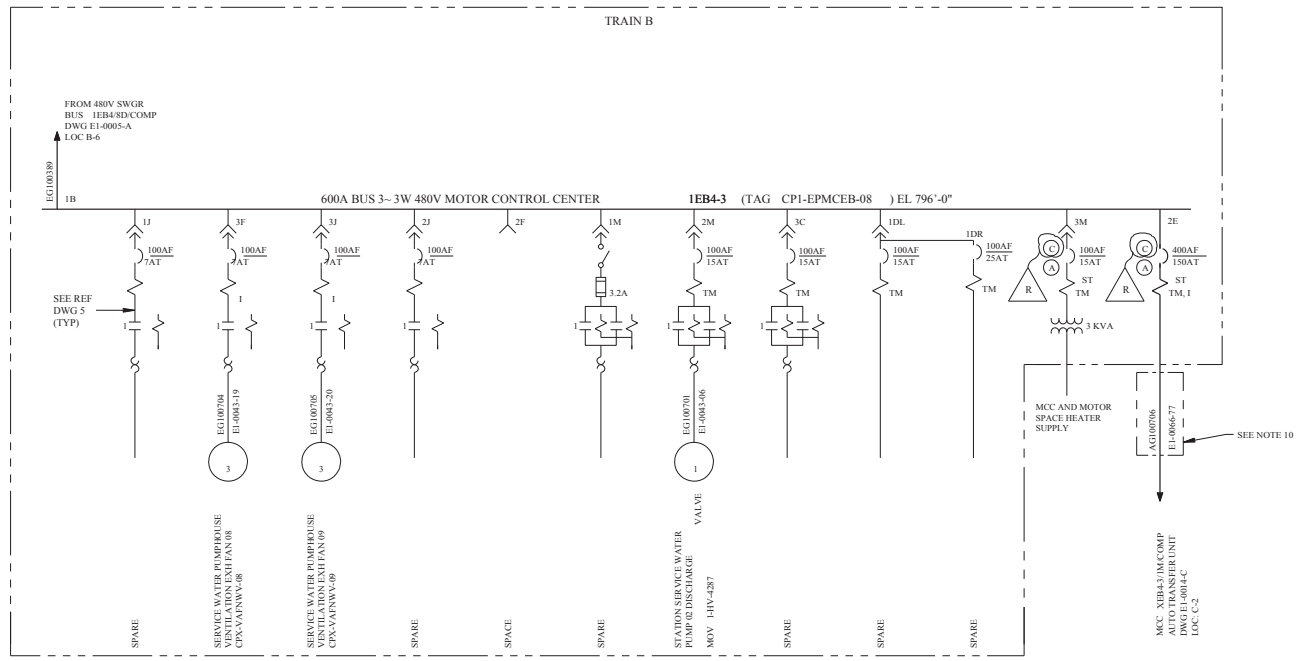 TRAIN B
FROM 480V SWGR
BUS 1EB4/8D/COMP
DWG E1-0005-A
LOC B-6
EG100389
1B
600A BUS 3~ 3W 480V MOTOR CONTROL CENTER 1EB4-3 (TAG CP1-EPMCEB-08 ) EL 796'-0"
1J
3F
3J
2J
2F
1M
2M
3C
1DL
1DR
3M
2E
100AF
7AT
100AF
7AT
100AF
7AT
100AF
7AT
100AF
15AT
100AF
15AT
100AF
15AT
100AF
25AT
100AF
15AT
400AF
150AT
C
A
R
C
A
R
I
I
3.2A
TM
TM
TM
TM
ST
TM
ST
TM, I
SEE REF
DWG 5
(TYP)
1
1
1
1
1
1
1
3 KVA
EG100704
E1-0043-19
EG100705
E1-0043-20
EG100701
E1-0043-06
3
3
1
MCC AND MOTOR
SPACE HEATER
SUPPLY
AG100706
E1-0066-77
SEE NOTE 10
SPARE
SERVICE WATER PUMPHOUSE
VENTILATION EXH FAN 08
CPX-VAFNWV-08
SERVICE WATER PUMPHOUSE
VENTILATION EXH FAN 09
CPX-VAFNWV-09
SPARE
SPACE
SPARE
STATION SERVICE WATER
PUMP 02 DISCHARGE VALVE
MOV 1-HV-4287
SPARE
SPARE
SPARE
MCC XEB4-3/1M/COMP
AUTO TRANSFER UNIT
DWG E1-0014-C
LOC: C-2